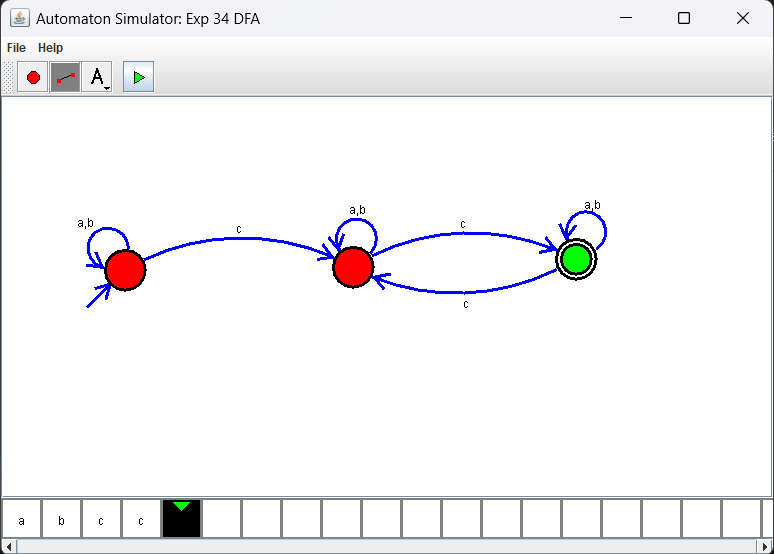 Automaton Simulator: Exp 34 DFA
File Help
A
a,b
c
a,b
c
a,b
c
a b c c